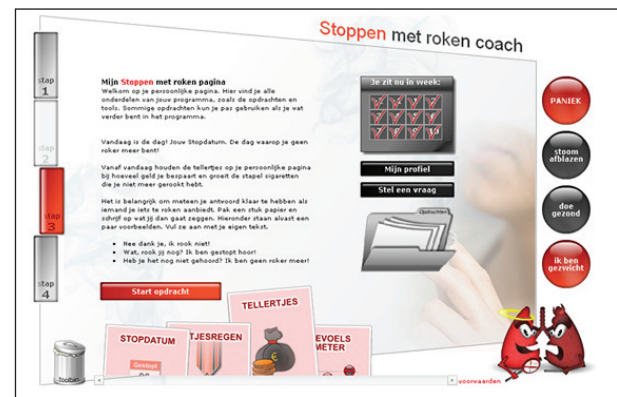 Stoppen met roken coach
stap
1
stap
2
stap
3
stap
4
Mijn Stoppen met roken pagina
Welkom op je persoonlijke pagina. Hier vind je alle
onderdelen van jouw programma, zoals de opdrachten en
tools. Sommige opdrachten kun je pas gebruiken als je wat
verder bent in het programma.
Vandaag is de dag! Jouw Stopdatum. De dag waarop je geen
roker meer bent!
Vanaf vandaag houden de tellertjes op je persoonlijke pagina
bij hoeveel geld je bespaart en groeit de stapel sigaretten
die je niet meer gerookt hebt.
Het is belangrijk om meteen je antwoord klaar te hebben als
iemand je iets te roken aanbiedt. Pak een stuk papier en
schrijf op wat jij dan gaat zeggen. Hieronder staan alvast een
paar voorbeelden. Vul ze aan met je eigen tekst.
• Nee dank je, ik rook niet!
• Wat, rook jij nog? Ik ben gestopt hoor!
• Heb je het nog niet gehoord? Ik ben geen roker meer!
Start opdracht
Je zit nu in week:
Mijn profiel
Stel een vraag
Opdrachten
PANIEK
stoom
afblazen
doe
gezond
ik ben
gezwicht
Toolbox
STOPDATUM
Gestopt
TJESREGEN
TELLERTJES
EVOELS
METER
voorwaarden